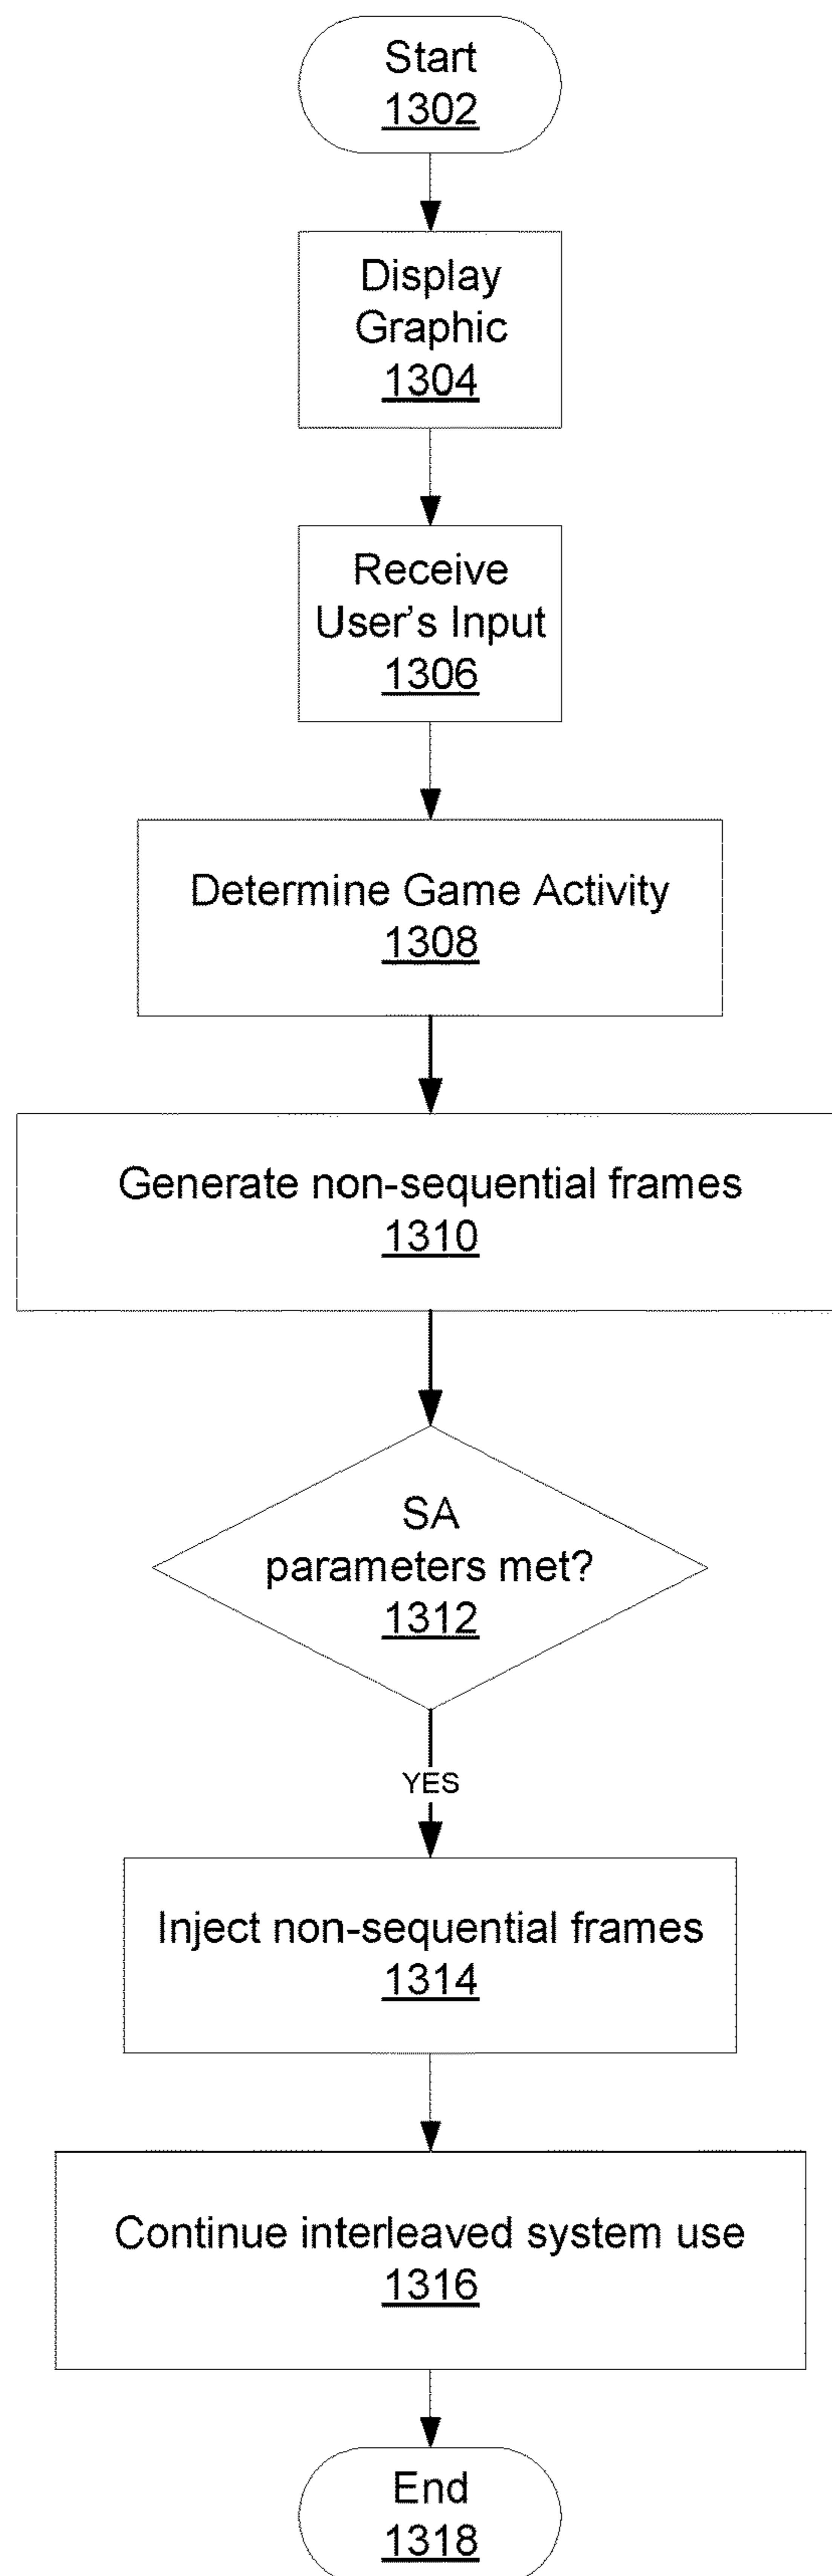 Start
1302
Display
Graphic
1304
Receive
User's Input
1306
Determine Game Activity
1308
Generate non-sequential frames
1310
SA
parameters met?
1312
YES
Inject non-sequential frames
1314
Continue interleaved system use
1316
End
1318